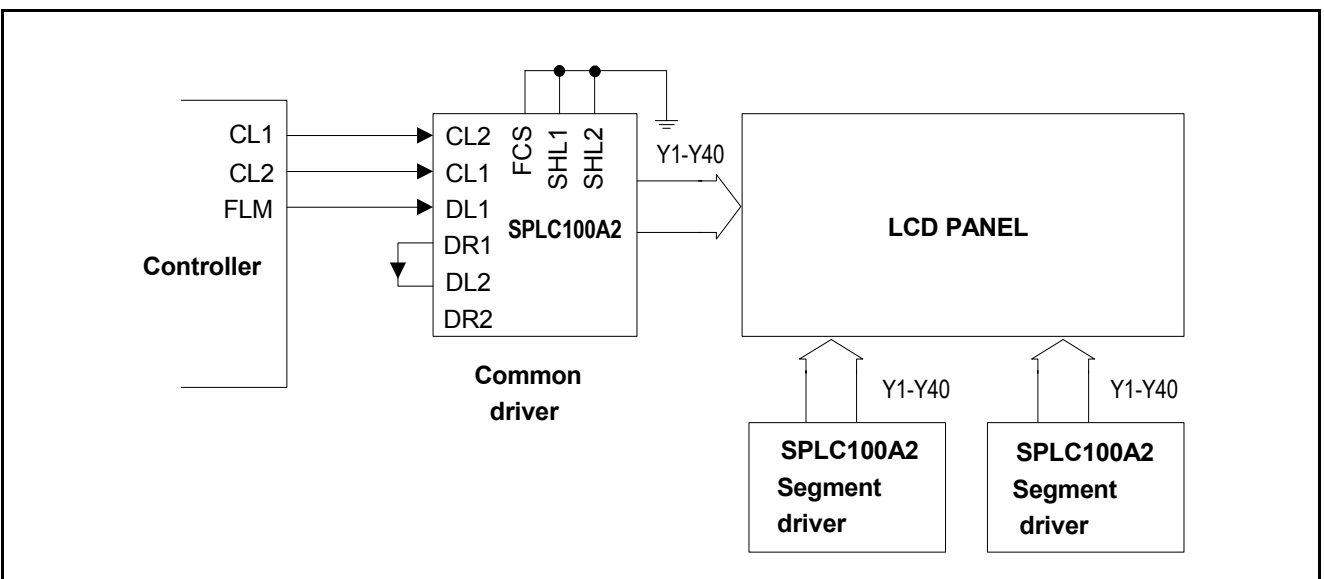 CL1
CL2
FLM
Controller
CL2
CL1
DL1
DR1
DL2
DR2
FCS
SHL1
SHL2
SPLC100A2
Common
driver
Y1-Y40
LCD PANEL
Y1-Y40
Y1-Y40
SPLC100A2
Segment
driver
SPLC100A2
Segment
driver